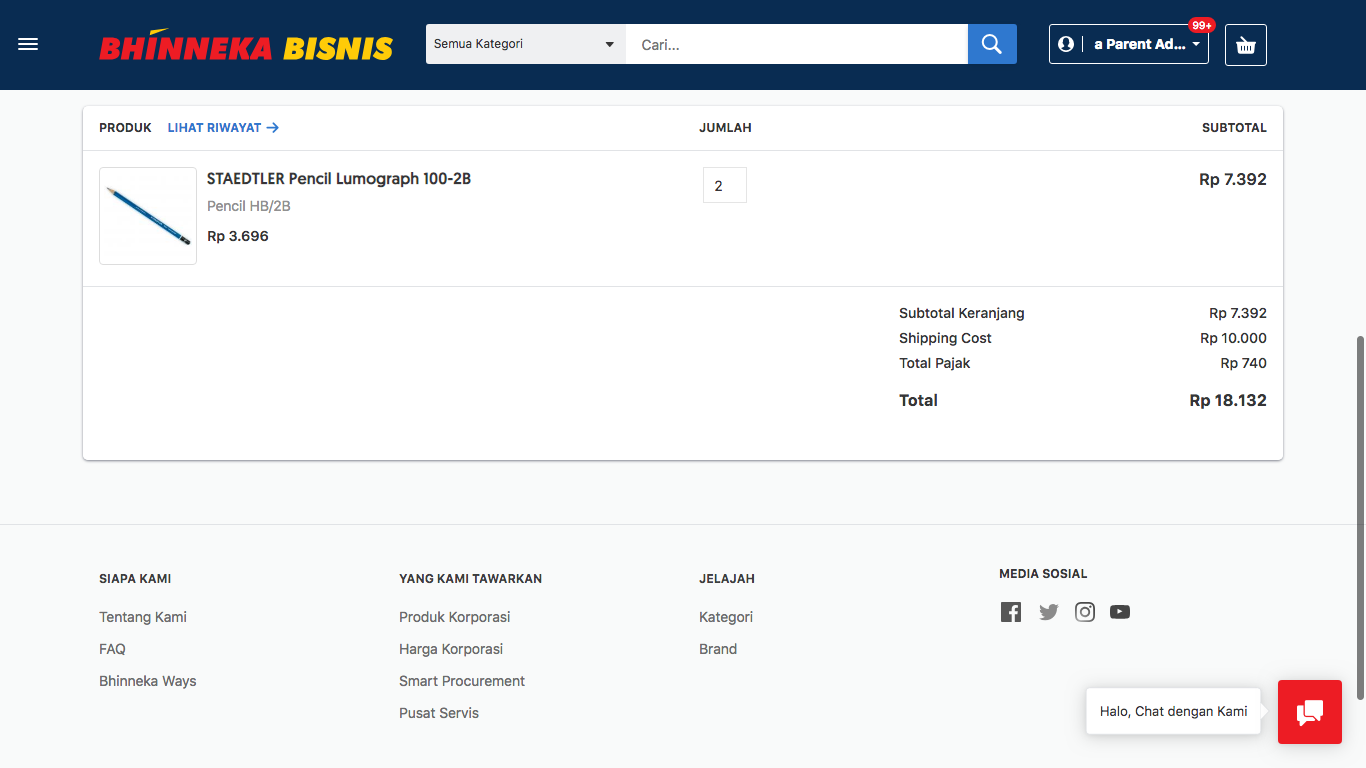 BHINNEKA BISNIS
Semua Kategori
Cari...
a Parent Ad...
99+
PRODUK
LIHAT RIWAYAT
JUMLAH
SUBTOTAL
STAEDTLER Pencil Lumograph 100-2B
Pencil HB/2B
Rp 3.696
2
Rp 7.392
Subtotal Keranjang Rp 7.392
Shipping Cost Rp 10.000
Total Pajak Rp 740
Total Rp 18.132
SIAPA KAMI
Tentang Kami
FAQ
Bhinneka Ways
YANG KAMI TAWARKAN
Produk Korporasi
Harga Korporasi
Smart Procurement
Pusat Servis
JELAJAH
Kategori
Brand
MEDIA SOSIAL
Halo, Chat dengan Kami